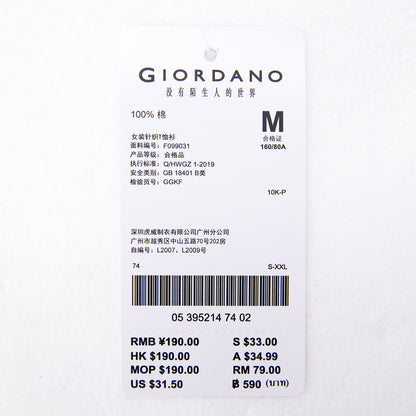 GIORDANO
没有陌生人的世界
100% 棉
M
合格证
160/80A
女装针织T恤衫
面料编号：F099031
产品等级：合格品
执行标准：Q/HWGZ 1-2019
安全类别：GB 18401 B类
检验员号：GGKF
10K-P
深圳虎威制衣有限公司广州分公司
广州市越秀区中山五路70号202房
自编号：L2007、L2009号
74 S-XXL
05 395214 74 02
RMB ¥190.00 S $33.00
HK $190.00 A $34.99
MOP $190.00 RM 79.00
US $31.50 ฿ 590 (บาท)